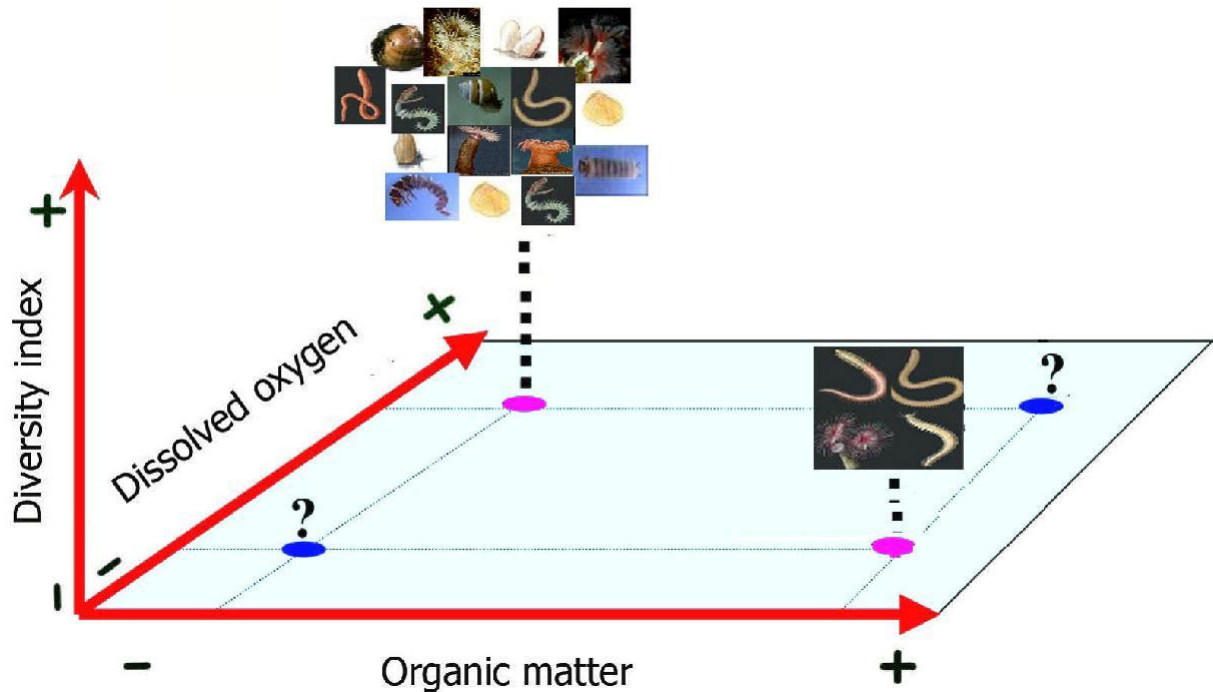 +
Diversity index
−
Dissolved oxygen
+
−
?
?
−
Organic matter
+